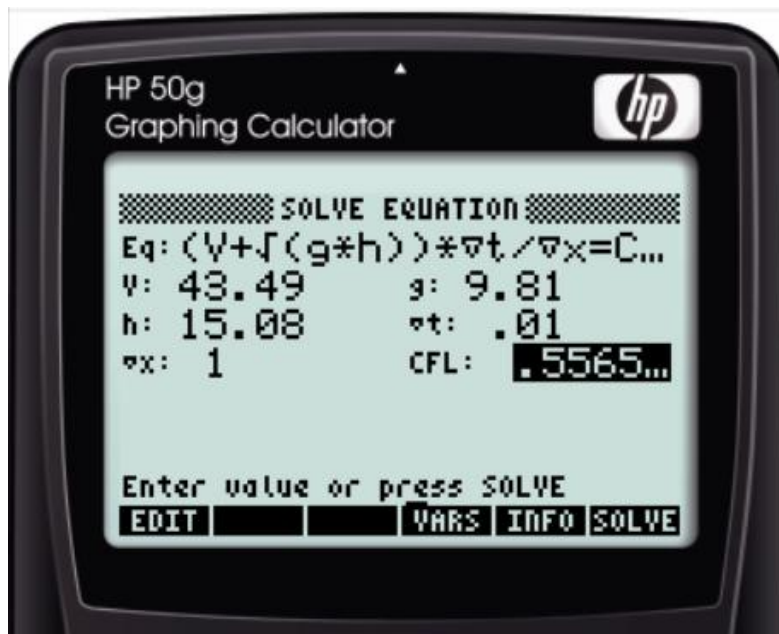 HP 50g
Graphing Calculator
hp
SOLVE EQUATION
Eq: (V+√(g*h))*∇t/∇x=C…
V: 43.49 g: 9.81
h: 15.08 ∇t: .01
∇x: 1 CFL: .5565…
Enter value or press SOLVE
EDIT VARS INFO SOLVE